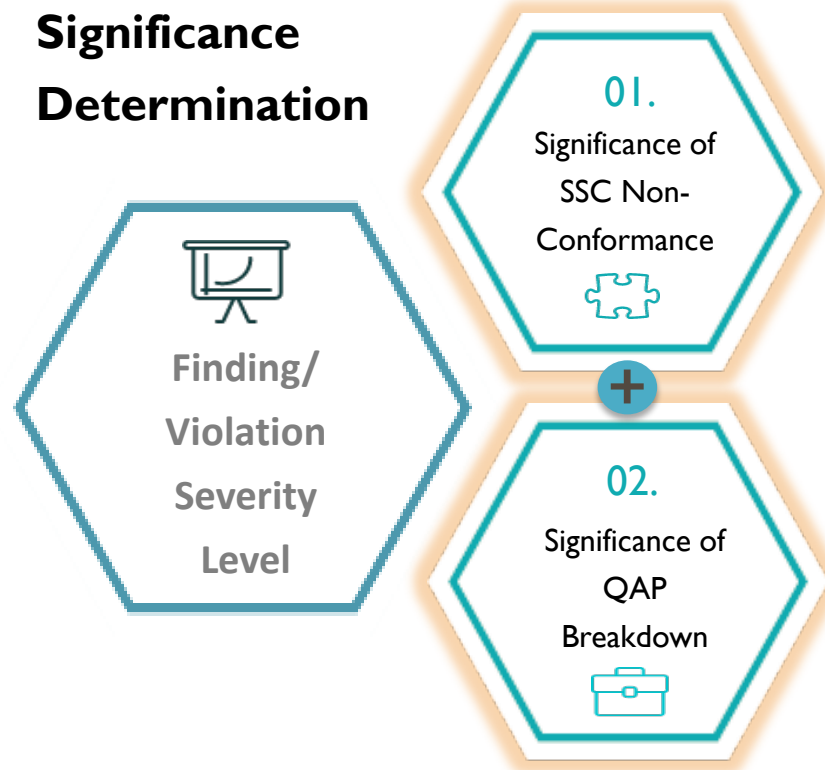 Significance
Determination
Finding/
Violation
Severity
Level
01.
Significance of
SSC Non-
Conformance
+
02.
Significance of
QAP
Breakdown